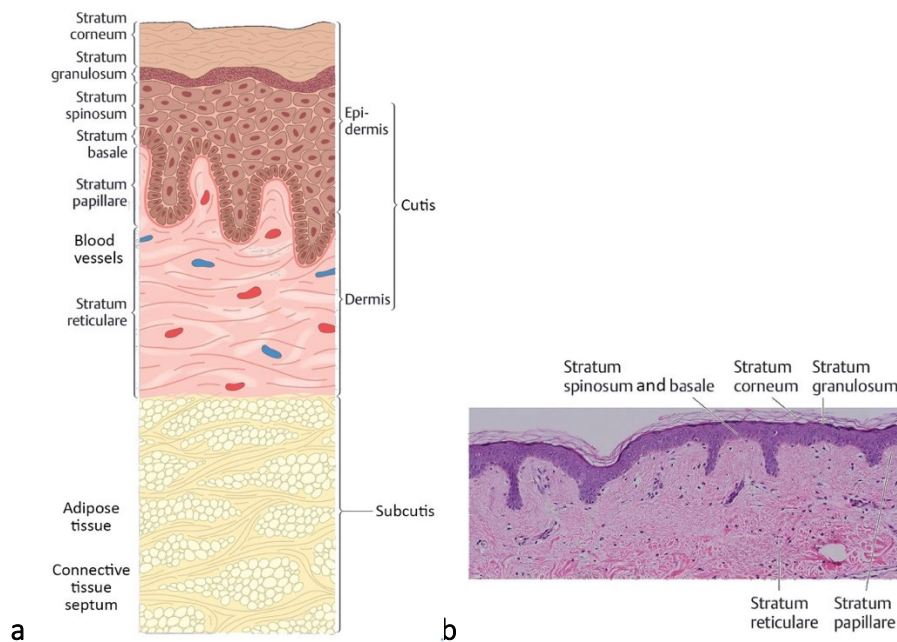 Stratum
corneum
Stratum
granulosum
Stratum
spinosum
Stratum
basale
Stratum
papillare
Blood
vessels
Stratum
reticulare
Adipose
tissue
Connective
tissue
septum
Epi-
dermis
Cutis
Dermis
Subcutis
a
Stratum
spinosum and basale
Stratum
corneum
Stratum
granulosum
Stratum
reticulare
Stratum
papillare
b